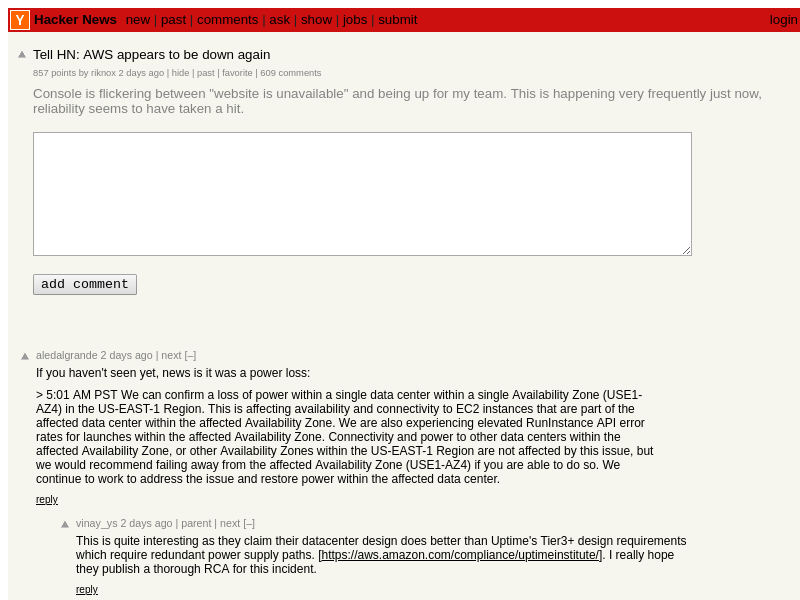 Y Hacker News new | past | comments | ask | show | jobs | submit login
Tell HN: AWS appears to be down again
857 points by riknox 2 days ago | hide | past | favorite | 609 comments
Console is flickering between "website is unavailable" and being up for my team. This is happening very frequently just now,
reliability seems to have taken a hit.
add comment
aledalgrande 2 days ago | next [–]
If you haven't seen yet, news is it was a power loss:
> 5:01 AM PST We can confirm a loss of power within a single data center within a single Availability Zone (USE1-
AZ4) in the US-EAST-1 Region. This is affecting availability and connectivity to EC2 instances that are part of the
affected data center within the affected Availability Zone. We are also experiencing elevated RunInstance API error
rates for launches within the affected Availability Zone. Connectivity and power to other data centers within the
affected Availability Zone, or other Availability Zones within the US-EAST-1 Region are not affected by this issue, but
we would recommend failing away from the affected Availability Zone (USE1-AZ4) if you are able to do so. We
continue to work to address the issue and restore power within the affected data center.
reply
vinay_ys 2 days ago | parent | next [–]
This is quite interesting as they claim their datacenter design does better than Uptime's Tier3+ design requirements
which require redundant power supply paths. [https://aws.amazon.com/compliance/uptimeinstitute/]. I really hope
they publish a thorough RCA for this incident.
reply